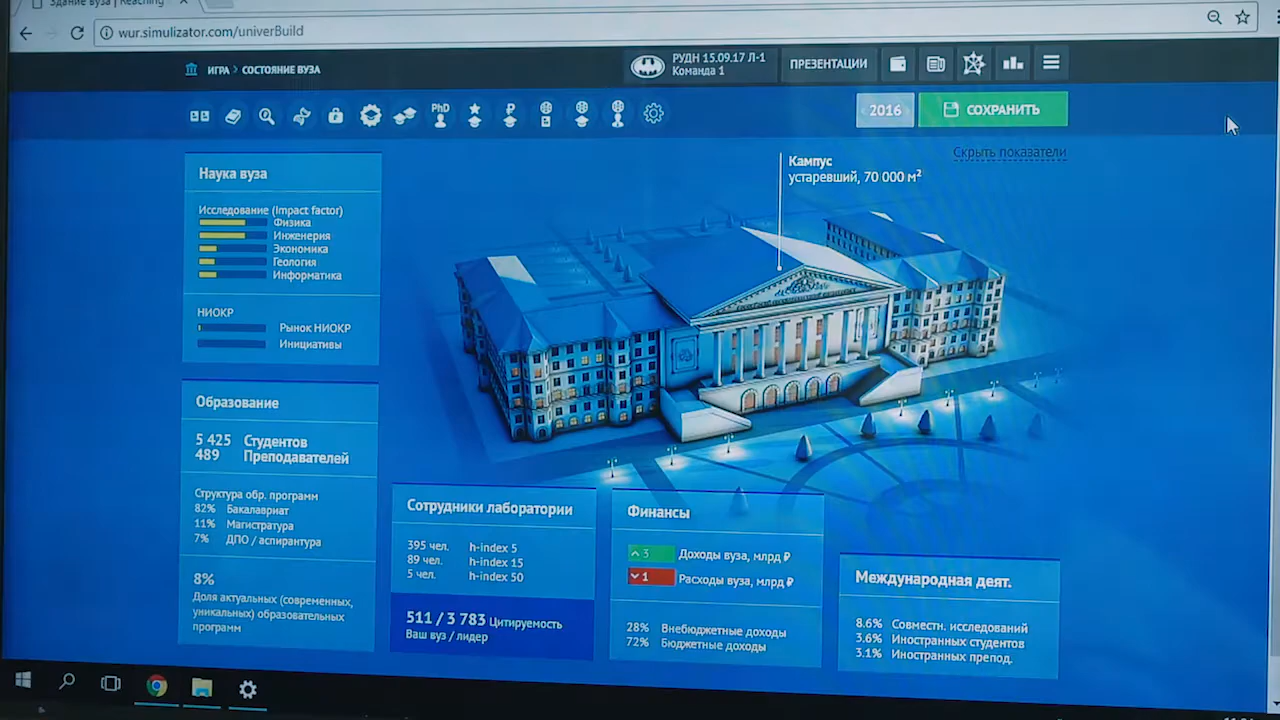 Здание вуза | Reaching
wur.simulizator.com/univerBuild
ИГРА > СОСТОЯНИЕ ВУЗА
РУДН 15.09.17 Л-1
Команда 1
ПРЕЗЕНТАЦИИ
PhD
2016
СОХРАНИТЬ
Скрыть показатели
Кампус
устаревший, 70 000 м²
Наука вуза
Исследование (Impact factor)
Физика
Инженерия
Экономика
Геология
Информатика
НИОКР
Рынок НИОКР
Инициативы
Образование
5 425 Студентов
489 Преподавателей
Структура обр. программ
82% Бакалавриат
11% Магистратура
7% ДПО / аспирантура
8%
Доля актуальных (современных,
уникальных) образовательных
программ
Сотрудники лаборатории
395 чел. h-index 5
89 чел. h-index 15
5 чел. h-index 50
511 / 3 783 Цитируемость
Ваш вуз / лидер
Финансы
3 Доходы вуза, млрд ₽
1 Расходы вуза, млрд ₽
28% Внебюджетные доходы
72% Бюджетные доходы
Международная деят.
8.6% Совместн. исследований
3.6% Иностранных студентов
3.1% Иностранных препод.